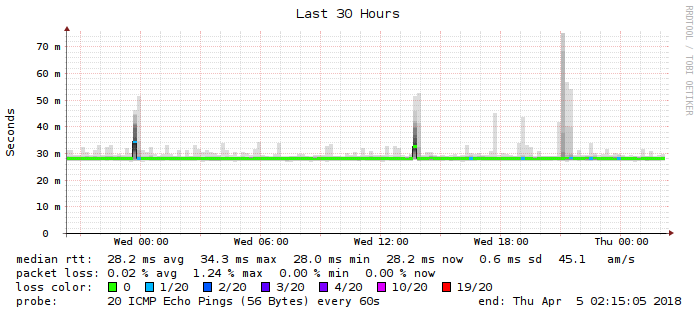 Last 30 Hours
RRDTOOL / TOBI OETIKER
Seconds
70 m
60 m
50 m
40 m
30 m
20 m
10 m
0
Wed 00:00 Wed 06:00 Wed 12:00 Wed 18:00 Thu 00:00
median rtt: 28.2 ms avg 34.3 ms max 28.0 ms min 28.2 ms now 0.6 ms sd 45.1 am/s
packet loss: 0.02 % avg 1.24 % max 0.00 % min 0.00 % now
loss color: 0 1/20 2/20 3/20 4/20 10/20 19/20
probe: 20 ICMP Echo Pings (56 Bytes) every 60s end: Thu Apr 5 02:15:05 2018